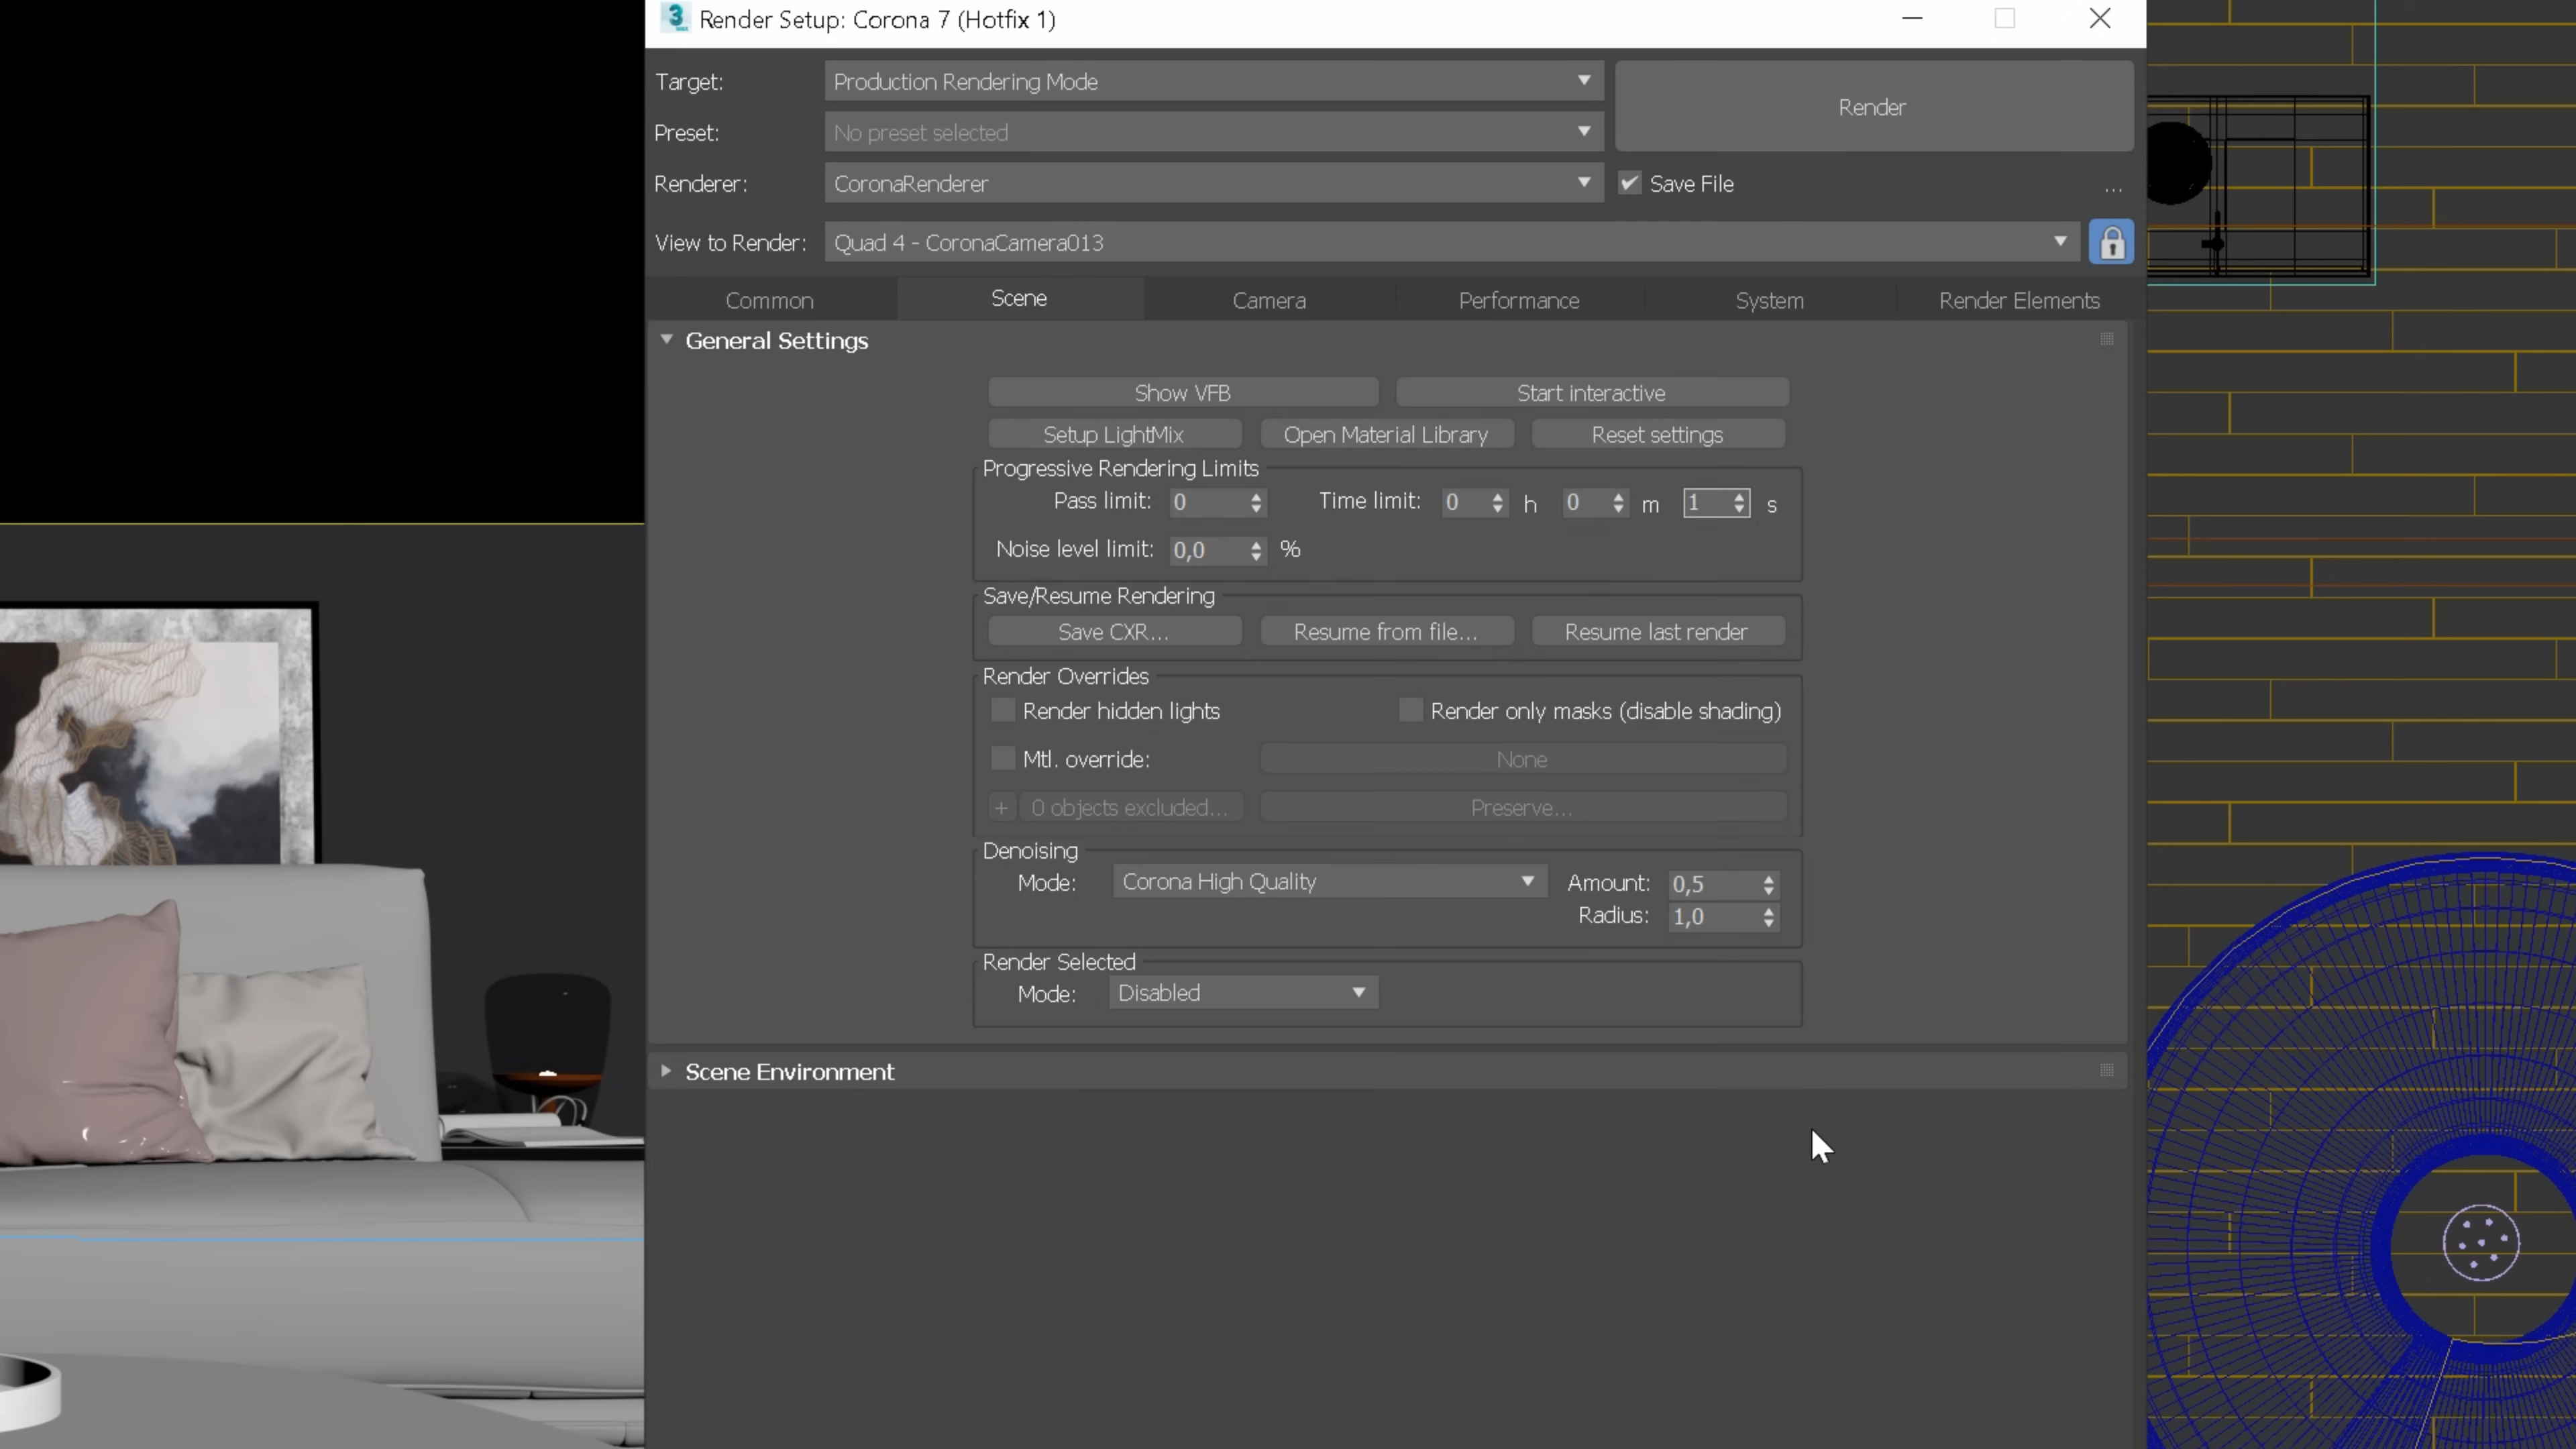 Render Setup: Corona 7 (Hotfix 1)
Target: Production Rendering Mode
Render
Preset: No preset selected
Renderer: CoronaRenderer
Save File
...
View to Render: Quad 4 - CoronaCamera013
Common Scene Camera Performance System Render Elements
General Settings
Show VFB Start interactive
Setup LightMix Open Material Library Reset settings
Progressive Rendering Limits
Pass limit: 0 Time limit: 0 h 0 m 1 s
Noise level limit: 0,0 %
Save/Resume Rendering
Save CXR... Resume from file... Resume last render
Render Overrides
Render hidden lights Render only masks (disable shading)
Mtl. override: None
+ 0 objects excluded... Preserve...
Denoising
Mode: Corona High Quality Amount: 0,5
Radius: 1,0
Render Selected
Mode: Disabled
Scene Environment